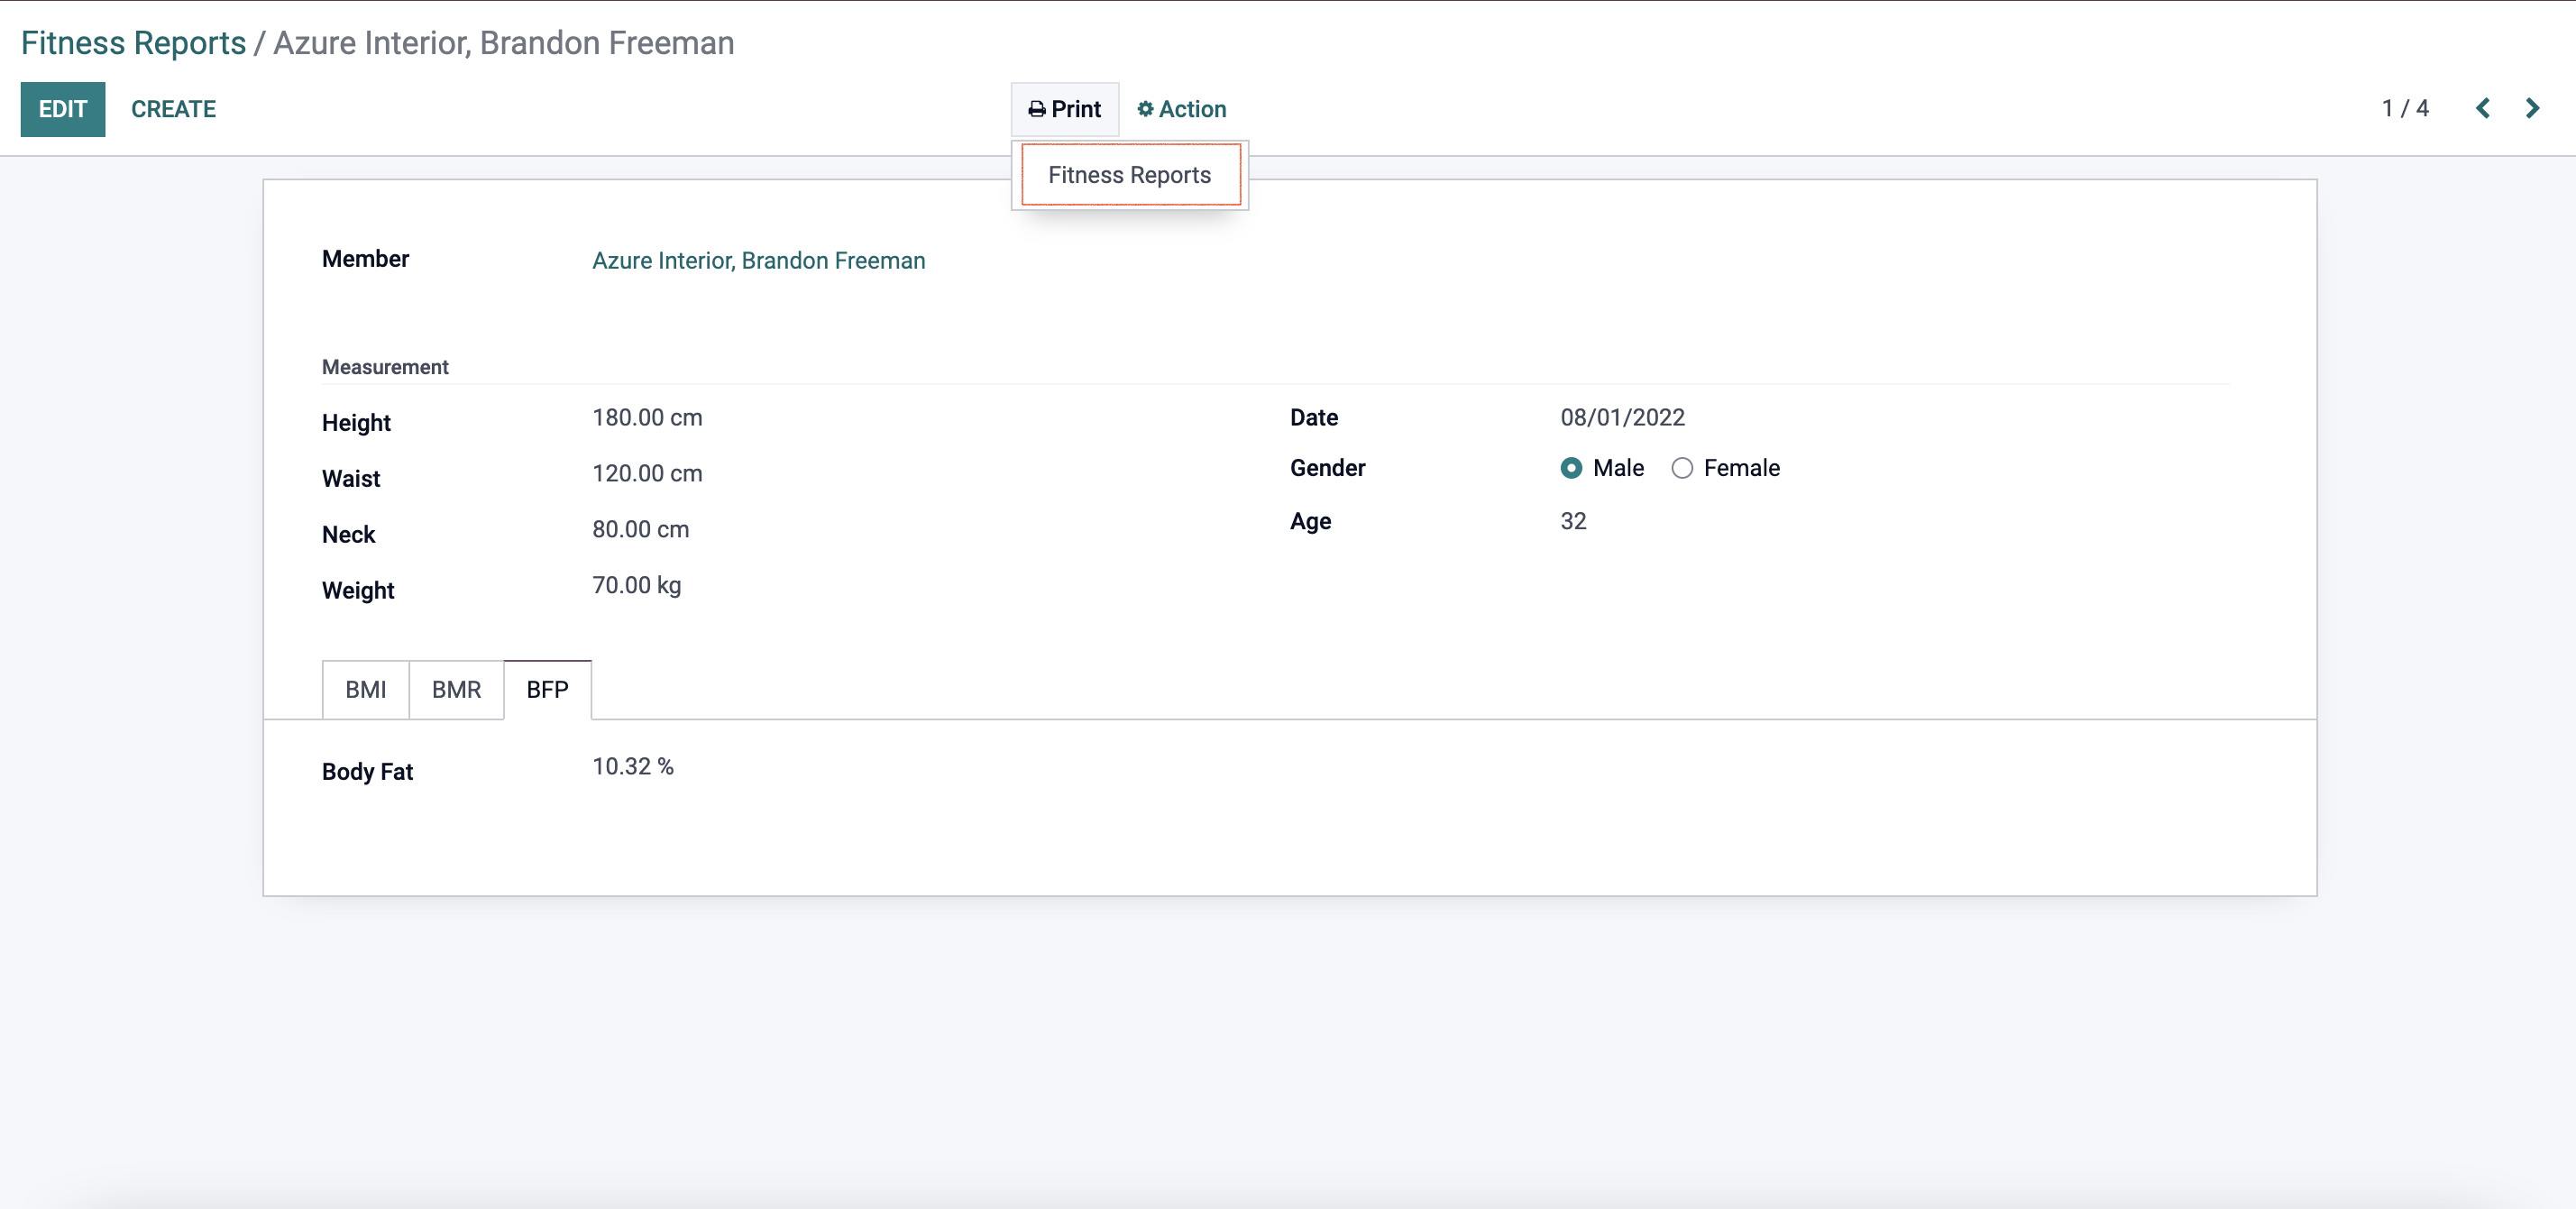 Fitness Reports / Azure Interior, Brandon Freeman
EDIT CREATE Print Action 1 / 4
Fitness Reports
Member Azure Interior, Brandon Freeman
Measurement
Height 180.00 cm Date 08/01/2022
Waist 120.00 cm Gender Male Female
Neck 80.00 cm Age 32
Weight 70.00 kg
BMI BMR BFP
Body Fat 10.32 %